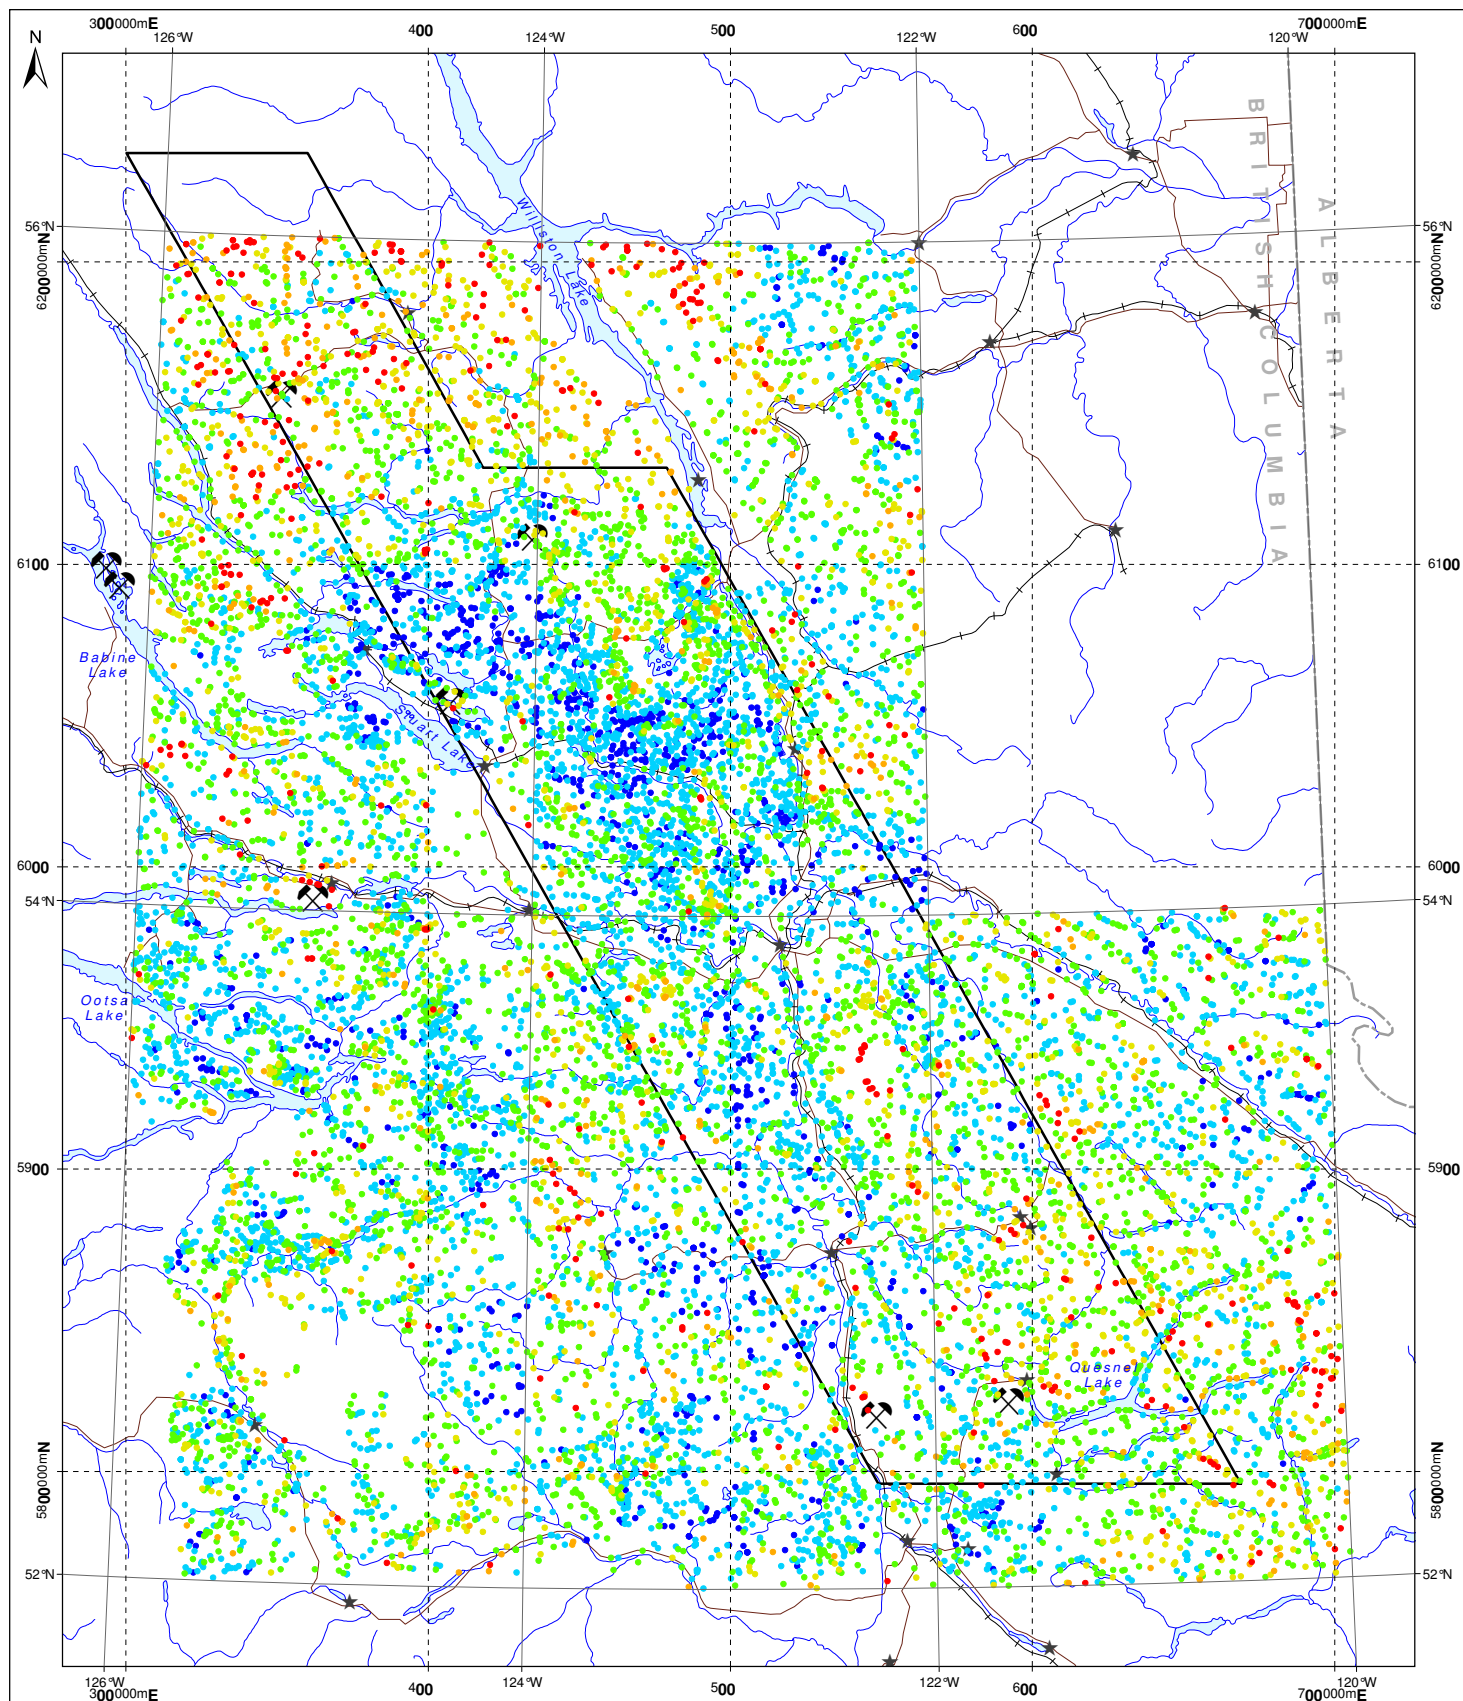 300000mE 400 500 600 700000mE
126°W 124°W 122°W 120°W
N
BRITISH COLUMBIA
ALBERTA
56°N 56°N
6200000mN 6200000mN
Williston Lake
6100 6100
Babine
Lake
Stuart Lake
6000 6000
54°N 54°N
Ootsa
Lake
5900 5900
Quesnel
Lake
5800000mN 5800000mN
52°N 52°N
126°W 124°W 122°W 120°W
300000mE 400 500 600 700000mE